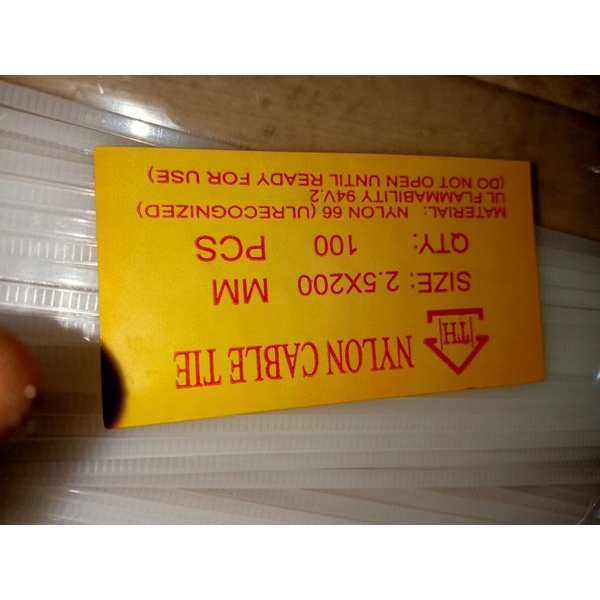 TH NYLON CABLE TIE
SIZE: 2.5X200 MM
QTY: 100 PCS
MATERIAL: NYLON 66 (ULRECOGNIZED)
UL FLAMMABILITY 94V.2
(DO NOT OPEN UNTIL READY FOR USE)